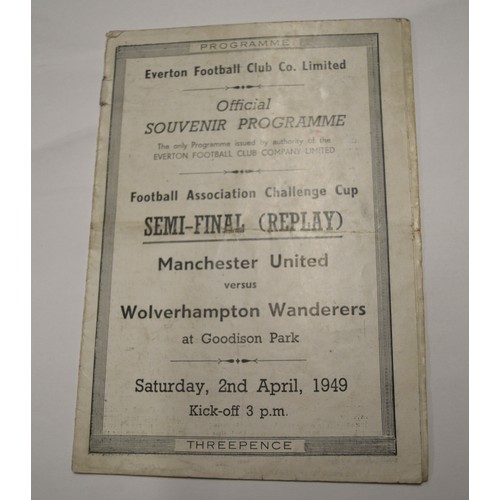 PROGRAMME
Everton Football Club Co. Limited
Official
SOUVENIR PROGRAMME
The only Programme issued by authority of the
EVERTON FOOTBALL CLUB COMPANY LIMITED
Football Association Challenge Cup
SEMI-FINAL (REPLAY)
Manchester United
versus
Wolverhampton Wanderers
at Goodison Park
Saturday, 2nd April, 1949
Kick-off 3 p.m.
THREEPENCE